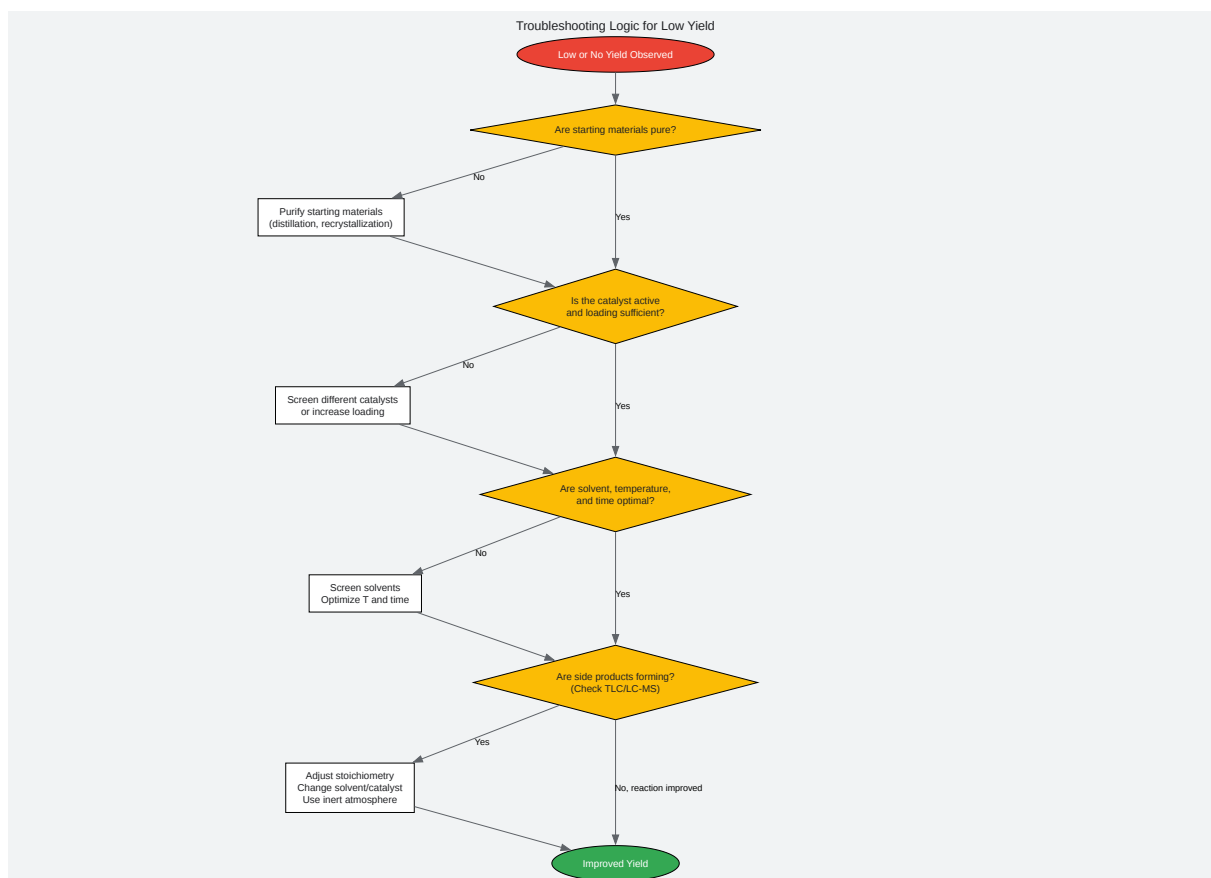 Troubleshooting Logic for Low Yield
Low or No Yield Observed
Are starting materials pure?
No
Yes
Purify starting materials
(distillation, recrystallization)
Is the catalyst active
and loading sufficient?
No
Yes
Screen different catalysts
or increase loading
Are solvent, temperature,
and time optimal?
No
Yes
Screen solvents
Optimize T and time
Are side products forming?
(Check TLC/LC-MS)
Yes
No, reaction improved
Adjust stoichiometry
Change solvent/catalyst
Use inert atmosphere
Improved Yield